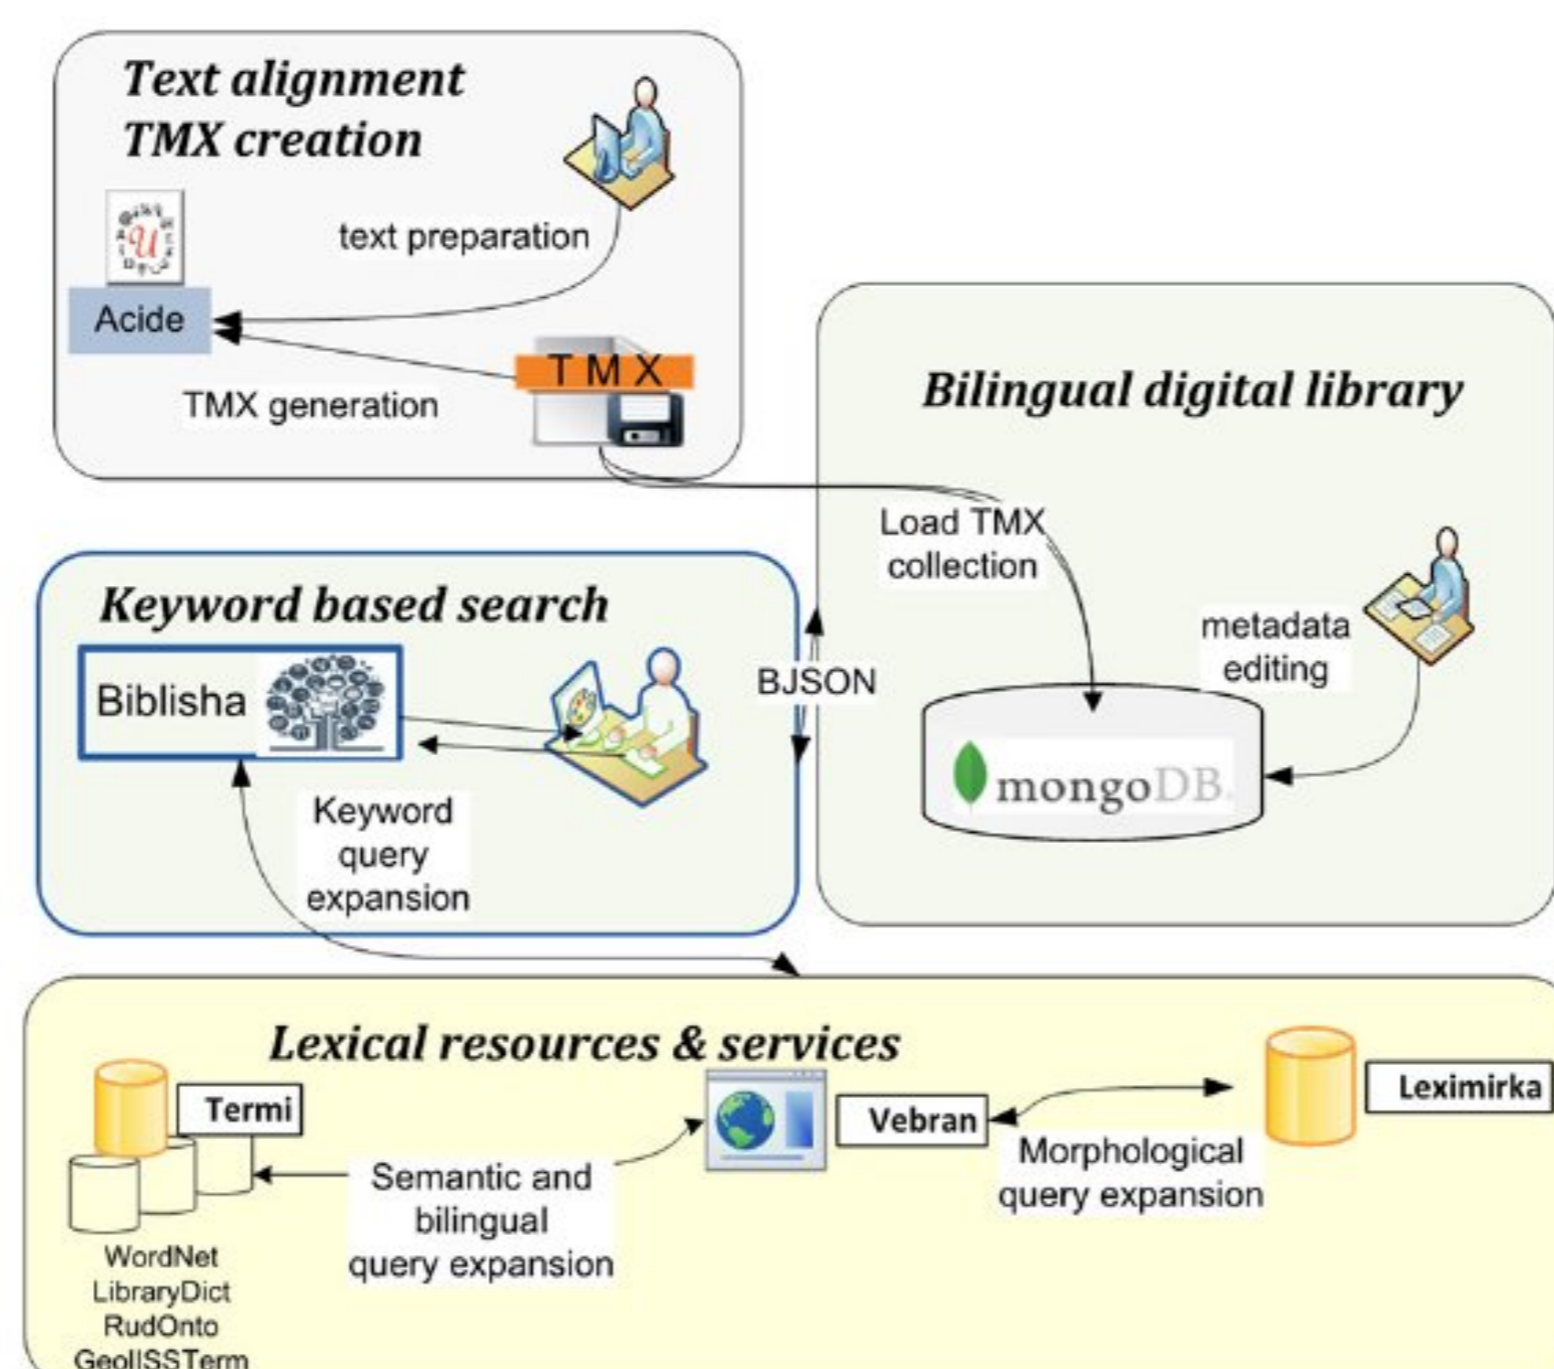 Text alignment
TMX creation
U
text preparation
Acide
T M X
TMX generation
Bilingual digital library
Load TMX
collection
metadata
editing
mongoDB
Keyword based search
Biblisha
BJSON
Keyword
query
expansion
Lexical resources & services
Termi
Vebran
Leximirka
Semantic and
bilingual
query expansion
Morphological
query expansion
WordNet
LibraryDict
RudOnto
GeoIISSTerm